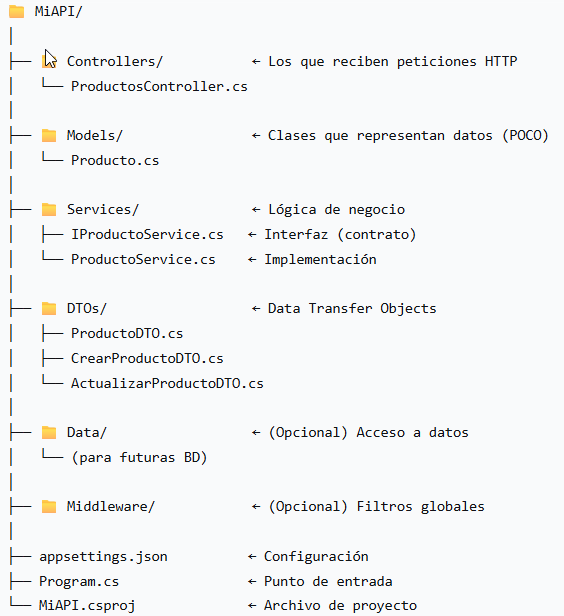 MiAPI/
Controllers/ ← Los que reciben peticiones HTTP
ProductosController.cs
Models/ ← Clases que representan datos (POCO)
Producto.cs
Services/ ← Lógica de negocio
IProductoService.cs ← Interfaz (contrato)
ProductoService.cs ← Implementación
DTOs/ ← Data Transfer Objects
ProductoDTO.cs
CrearProductoDTO.cs
ActualizarProductoDTO.cs
Data/ ← (Opcional) Acceso a datos
(para futuras BD)
Middleware/ ← (Opcional) Filtros globales
appsettings.json ← Configuración
Program.cs ← Punto de entrada
MiAPI.csproj ← Archivo de proyecto